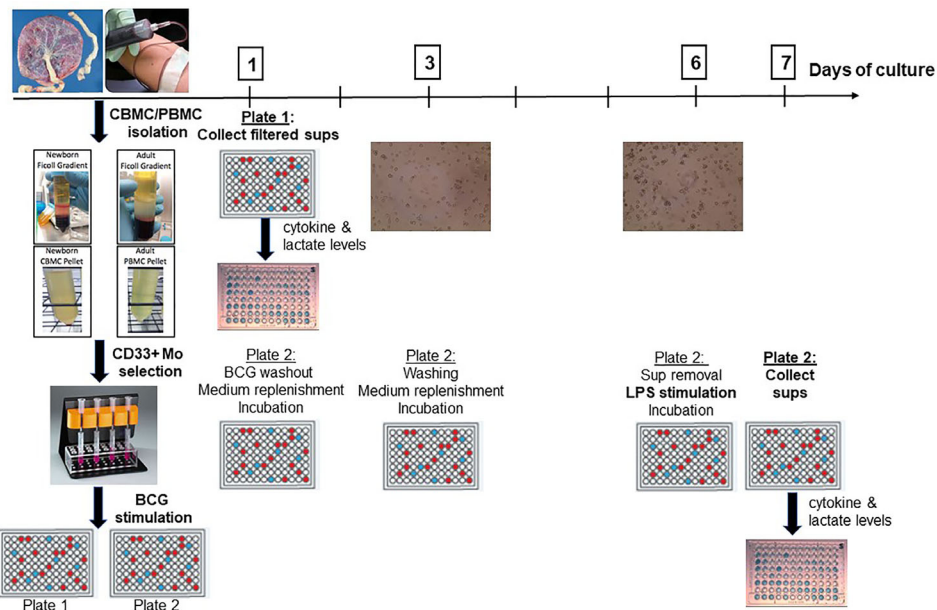 1
3
6
7
Days of culture
CBMC/PBMC
isolation
Plate 1:
Collect filtered sups
Newborn
Ficoll Gradient
Adult
Ficoll Gradient
cytokine &
lactate levels
Newborn
CBMC Pellet
Adult
PBMC Pellet
CD33+ Mo
selection
Plate 2:
BCG washout
Medium replenishment
Incubation
Plate 2:
Washing
Medium replenishment
Incubation
Plate 2:
Sup removal
LPS stimulation
Incubation
Plate 2:
Collect
sups
BCG
stimulation
cytokine &
lactate levels
Plate 1
Plate 2